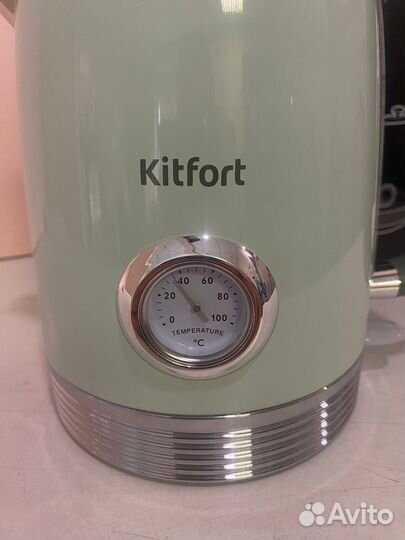 Kitfort
40 60
20 80
0 100
TEMPERATURE
°C
Avito